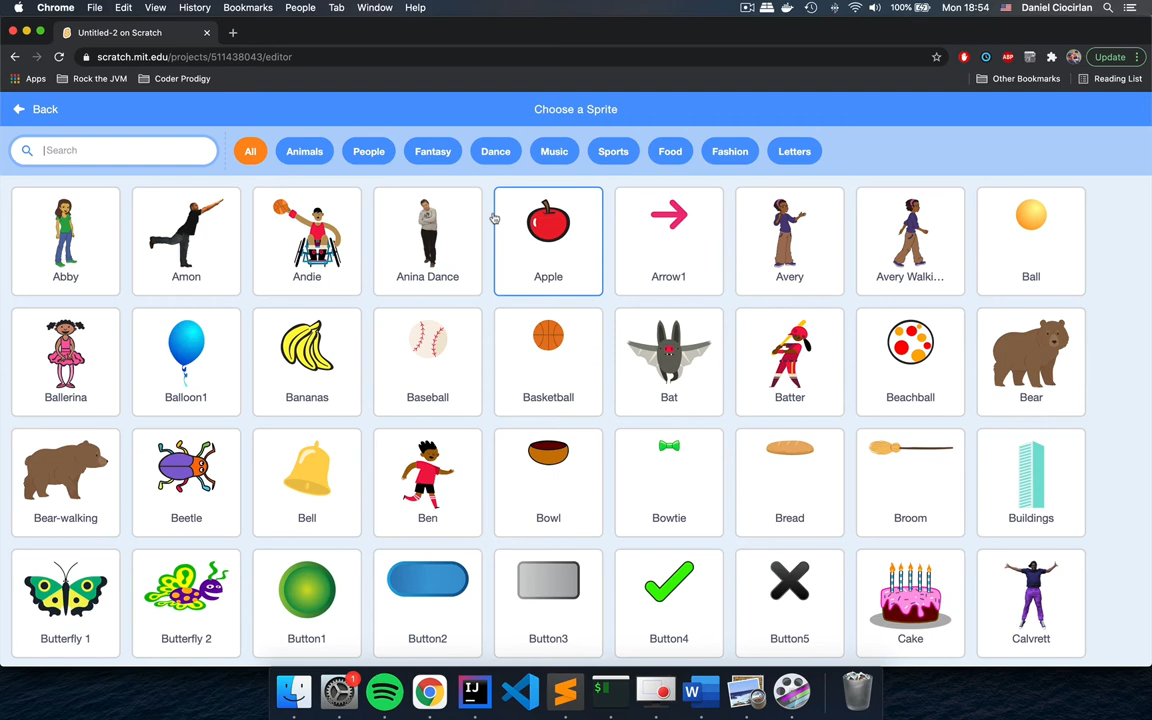 Chrome File Edit View History Bookmarks People Tab Window Help 100% Mon 18:54 Daniel Ciocirlan
Untitled-2 on Scratch
scratch.mit.edu/projects/511438043/editor ABP Update
Apps Rock the JVM Coder Prodigy Other Bookmarks Reading List
Back Choose a Sprite
Search All Animals People Fantasy Dance Music Sports Food Fashion Letters
Abby Amon Andie Anina Dance Apple Arrow1 Avery Avery Walki... Ball
Ballerina Balloon1 Bananas Baseball Basketball Bat Batter Beachball Bear
Bear-walking Beetle Bell Ben Bowl Bowtie Bread Broom Buildings
Butterfly 1 Butterfly 2 Button1 Button2 Button3 Button4 Button5 Cake Calvrett
1 IJ $ W